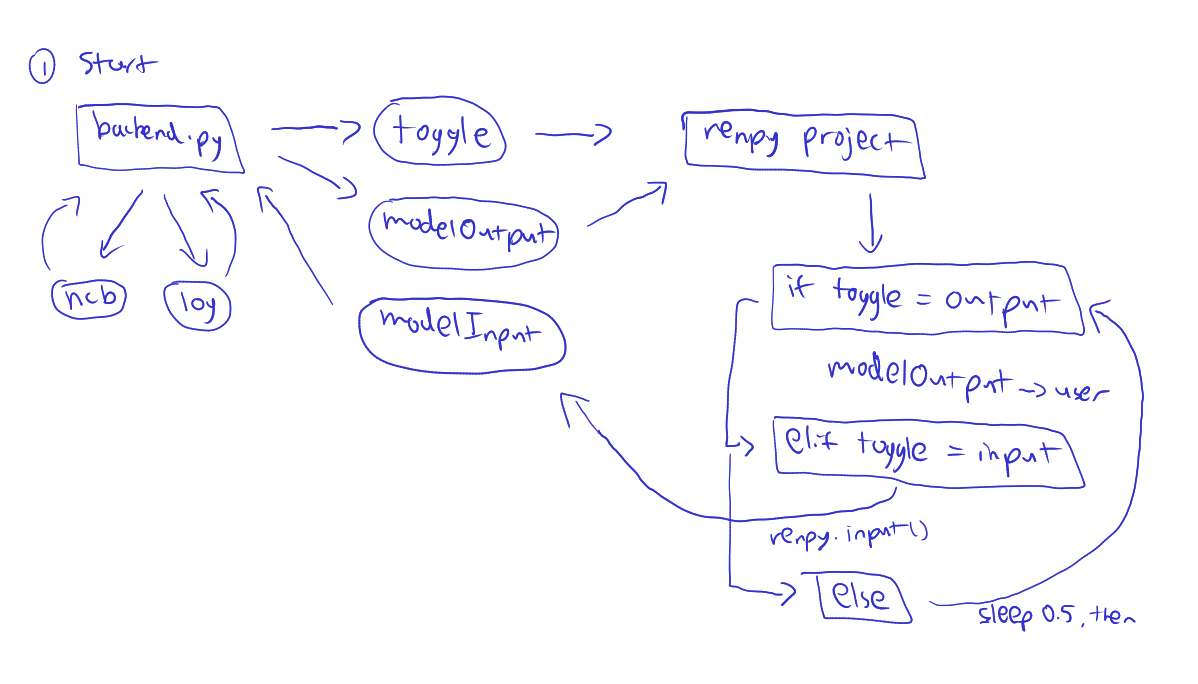 1 Start
backend.py
toggle
renpy project
modelOutput
ncb
log
modelInput
if toggle = output
modelOutput -> user
elif toggle = input
renpy.input()
else
sleep 0.5, then